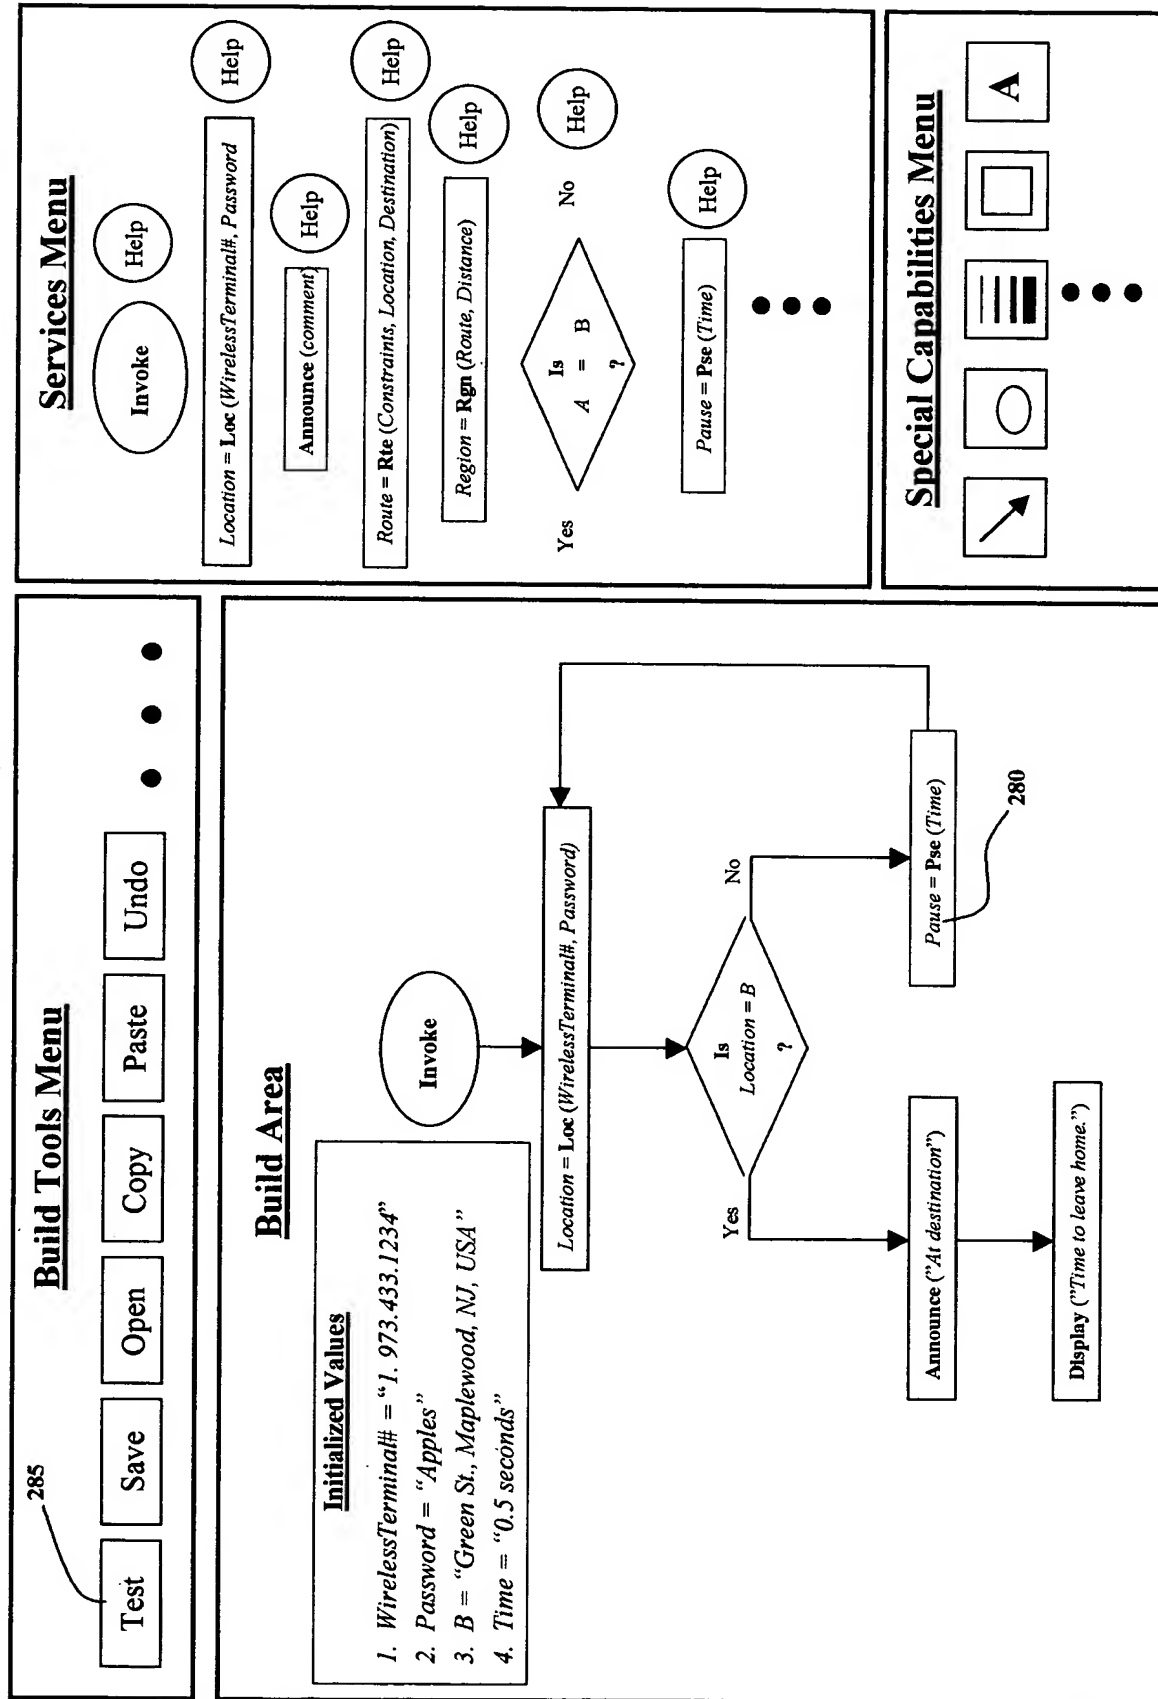 Build Tools Menu
285
Test
Save
Open
Copy
Paste
Undo
Build Area
Initialized Values
1. WirelessTerminal# = “1. 973.433.1234”
2. Password = “Apples”
3. B = “Green St., Maplewood, NJ, USA”
4. Time = “0.5 seconds”
Invoke
Location = Loc (WirelessTerminal#, Password)
Is
Location = B
?
Yes
No
Announce ("At destination")
Pause = Pse (Time)
280
Display ("Time to leave home.")
Services Menu
Invoke
Help
Location = Loc (WirelessTerminal#, Password
Help
Announce (comment)
Help
Route = Rte (Constraints, Location, Destination)
Help
Region = Rgn (Route, Distance)
Help
Yes
Is
A = B
?
No
Help
Pause = Pse (Time)
Help
Special Capabilities Menu
A